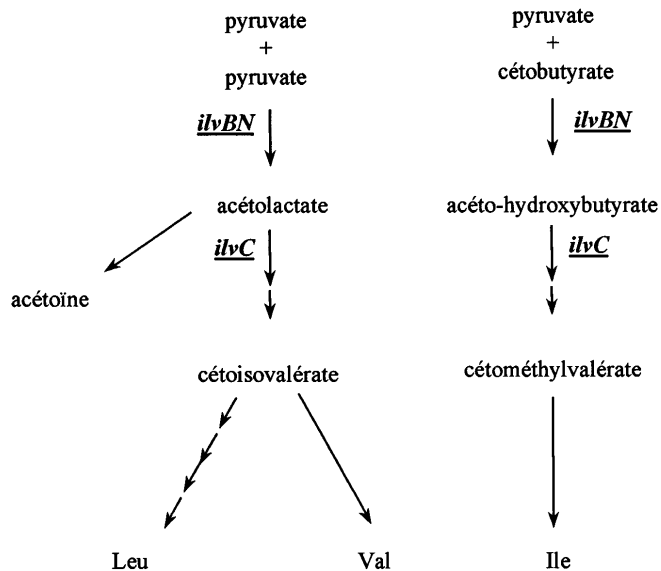 pyruvate
+
pyruvate
ilvBN
acétolactate
ilvC
acétoïne
cétoisovalérate
Leu
Val
pyruvate
+
cétobutyrate
ilvBN
acéto-hydroxybutyrate
ilvC
cétométhylvalérate
Ile